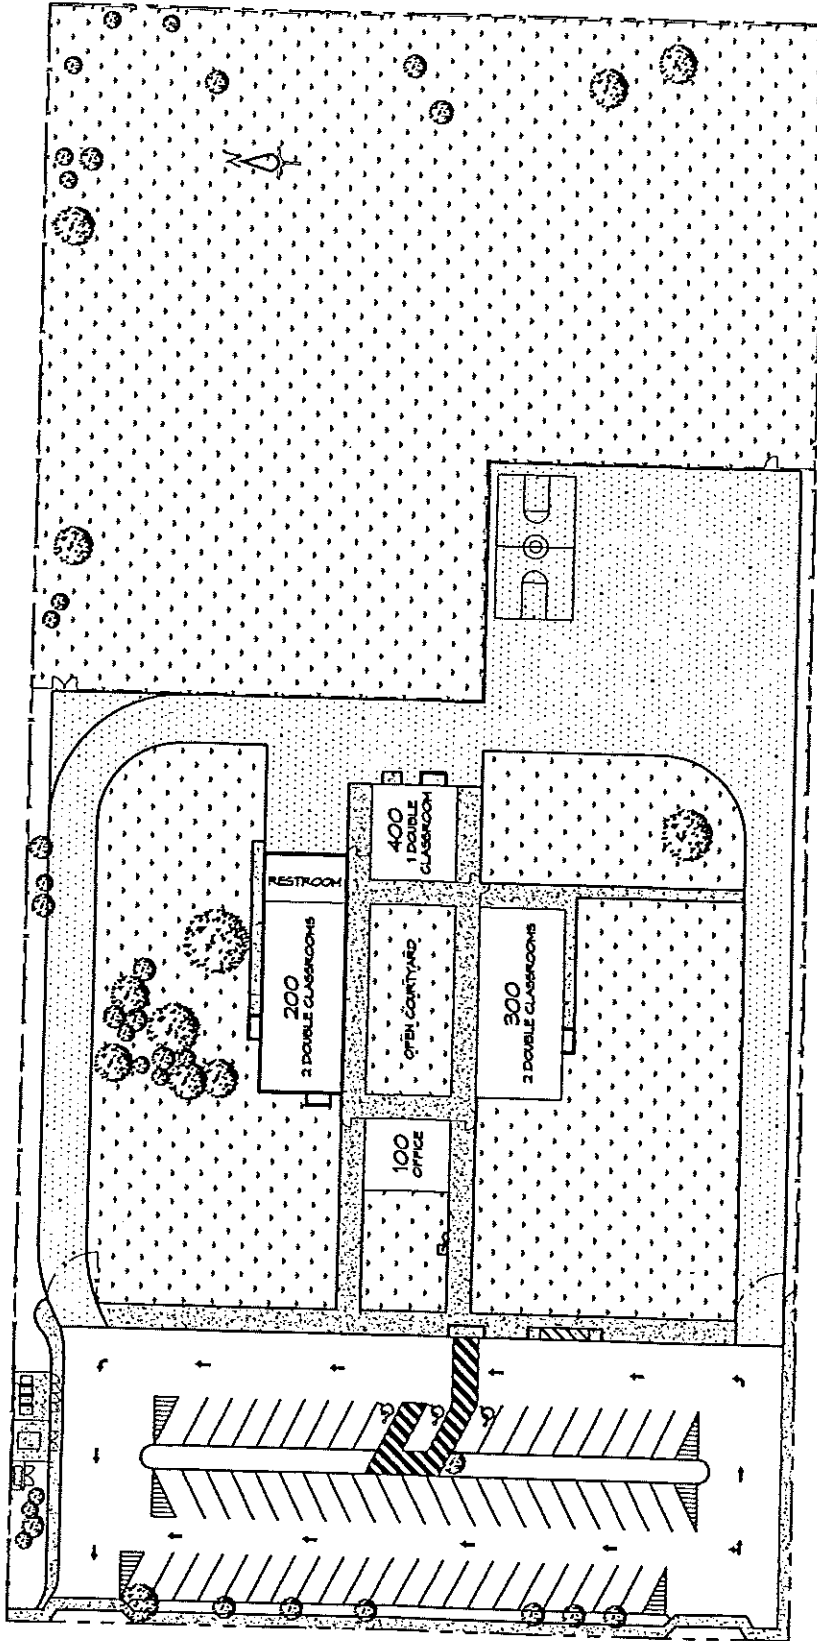 N
400
1 DOUBLE
CLASSROOM
RESTROOM
200
2 DOUBLE CLASSROOMS
OPEN COURTYARD
300
2 DOUBLE CLASSROOMS
100
OFFICE